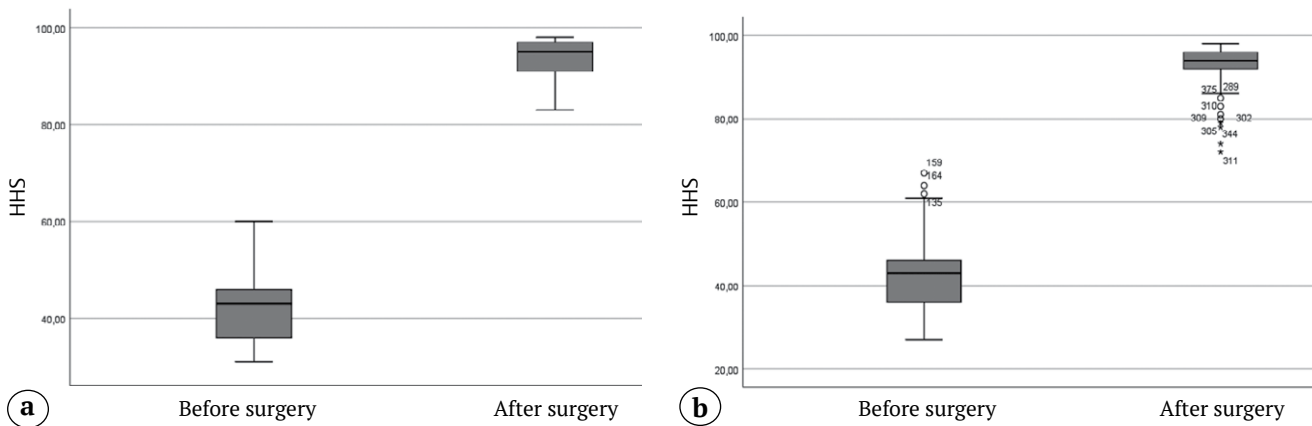 100,00
80,00
60,00
40,00
HHS
Before surgery
After surgery
a
100,00
80,00
60,00
40,00
20,00
HHS
159
164
135
375 289
310
309 302
305 344
311
Before surgery
After surgery
b